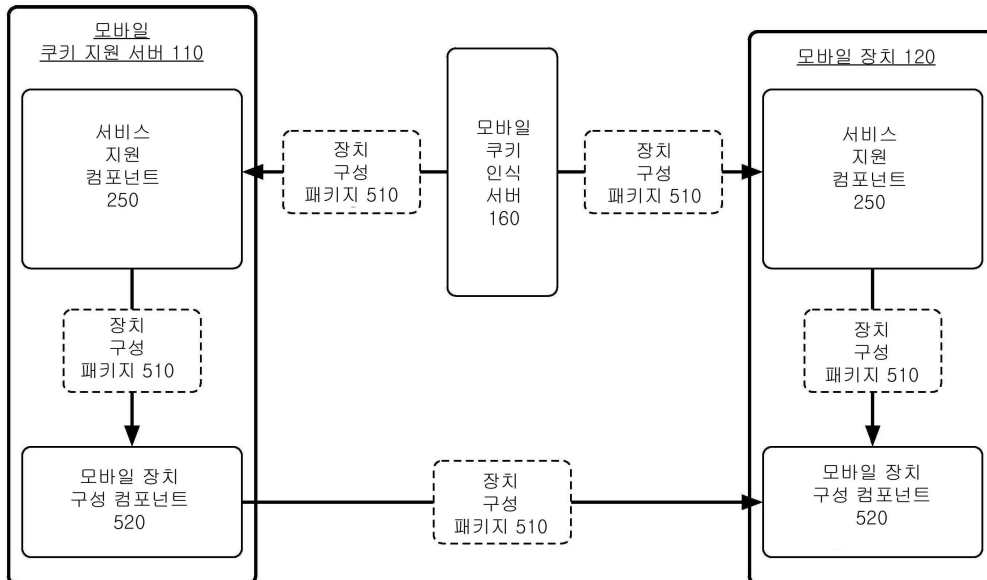 모바일
쿠키 지원 서버 110
서비스
지원
컴포넌트
250
장치
구성
패키지 510
모바일 장치
구성 컴포넌트
520
장치
구성
패키지 510
모바일
쿠키
인식
서버
160
장치
구성
패키지 510
장치
구성
패키지 510
모바일 장치 120
서비스
지원
컴포넌트
250
장치
구성
패키지 510
모바일 장치
구성 컴포넌트
520